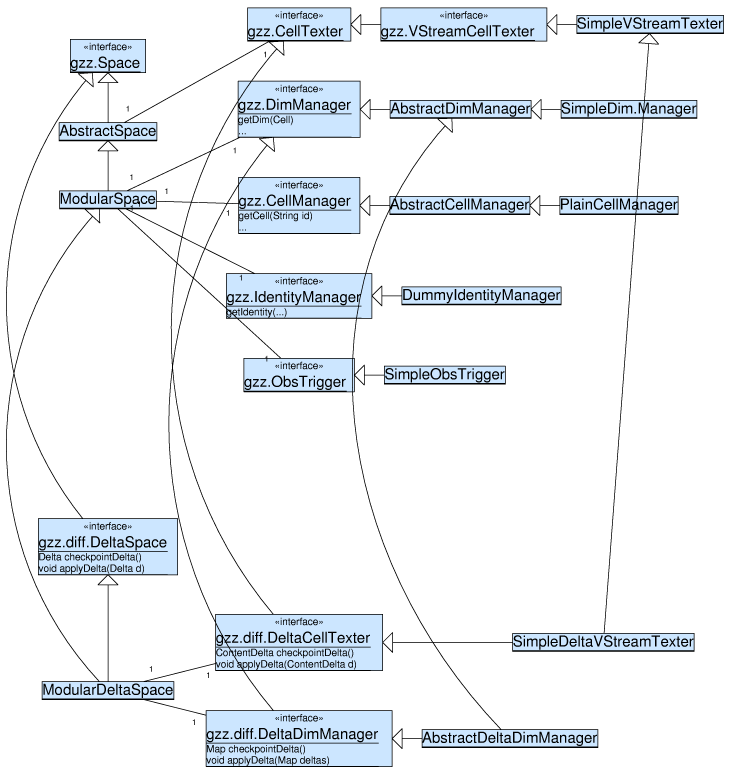 «interface»
gzz.CellTexter
«interface»
gzz.VStreamCellTexter
SimpleVStreamTexter
«interface»
gzz.Space
1
«interface»
gzz.DimManager
getDim(Cell)
...
AbstractDimManager
SimpleDim.Manager
1
AbstractSpace
1
«interface»
gzz.CellManager
getCell(String id)
...
1
1
ModularSpace
1
1
1
AbstractCellManager
PlainCellManager
«interface»
gzz.IdentityManager
getIdentity(...)
1
DummyIdentityManager
«interface»
gzz.ObsTrigger
1
SimpleObsTrigger
«interface»
gzz.diff.DeltaSpace
Delta checkpointDelta()
void applyDelta(Delta d)
«interface»
gzz.diff.DeltaCellTexter
ContentDelta checkpointDelta()
void applyDelta(ContentDelta d)
SimpleDeltaVStreamTexter
1
1
ModularDeltaSpace
1
«interface»
gzz.diff.DeltaDimManager
Map checkpointDelta()
void applyDelta(Map deltas)
AbstractDeltaDimManager